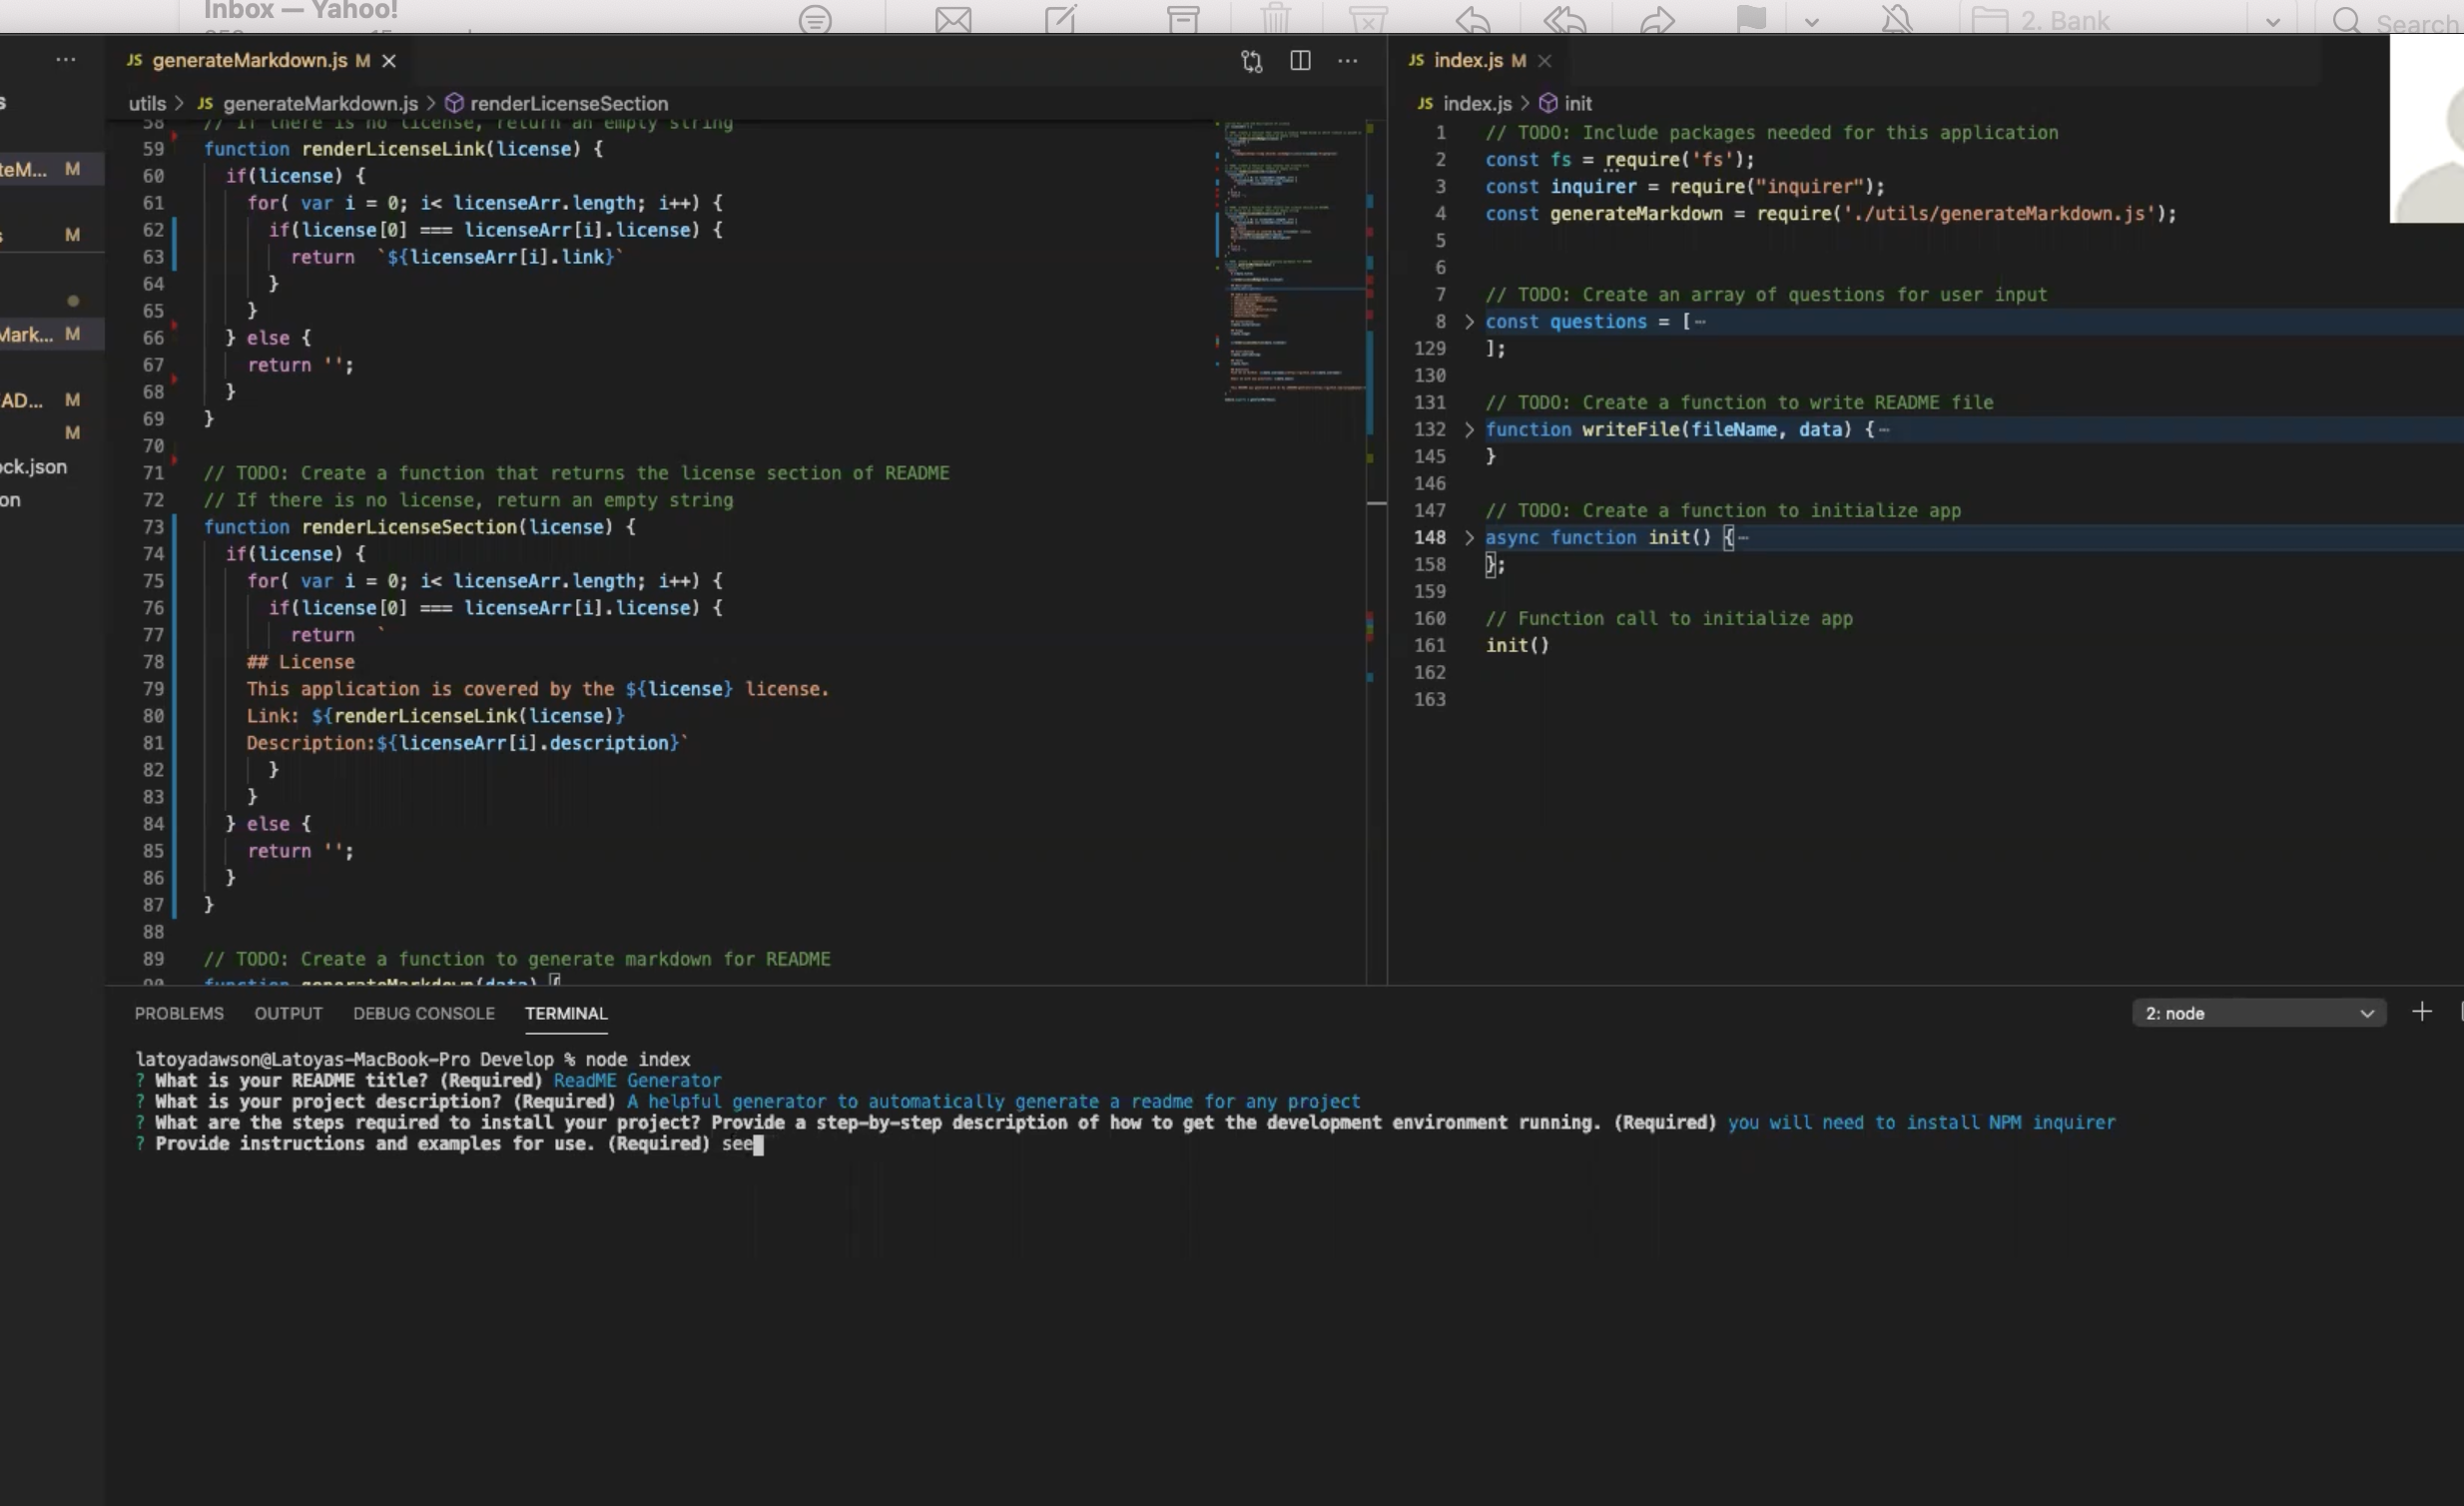 Inbox — Yahoo!
2. Bank
Search
JS generateMarkdown.js M
utils > JS generateMarkdown.js > renderLicenseSection
s
teM... M
s M
Mark... M
AD... M
M
ock.json
on
58 // If there is no license, return an empty string
59 function renderLicenseLink(license) {
60 if(license) {
61 for( var i = 0; i< licenseArr.length; i++) {
62 if(license[0] === licenseArr[i].license) {
63 return `${licenseArr[i].link}`
64 }
65 }
66 } else {
67 return '';
68 }
69 }
70
71 // TODO: Create a function that returns the license section of README
72 // If there is no license, return an empty string
73 function renderLicenseSection(license) {
74 if(license) {
75 for( var i = 0; i< licenseArr.length; i++) {
76 if(license[0] === licenseArr[i].license) {
77 return `
78 ## License
79 This application is covered by the ${license} license.
80 Link: ${renderLicenseLink(license)}
81 Description:${licenseArr[i].description}`
82 }
83 }
84 } else {
85 return '';
86 }
87 }
88
89 // TODO: Create a function to generate markdown for README
90 function generateMarkdown(data) {
JS index.js M
JS index.js > init
1 // TODO: Include packages needed for this application
2 const fs = require('fs');
3 const inquirer = require("inquirer");
4 const generateMarkdown = require('./utils/generateMarkdown.js');
5
6
7 // TODO: Create an array of questions for user input
8 > const questions = [⋯
129 ];
130
131 // TODO: Create a function to write README file
132 > function writeFile(fileName, data) {⋯
145 }
146
147 // TODO: Create a function to initialize app
148 > async function init() {⋯
158 };
159
160 // Function call to initialize app
161 init()
162
163
PROBLEMS OUTPUT DEBUG CONSOLE TERMINAL
2: node
latoyadawson@Latoyas-MacBook-Pro Develop % node index
? What is your README title? (Required) ReadME Generator
? What is your project description? (Required) A helpful generator to automatically generate a readme for any project
? What are the steps required to install your project? Provide a step-by-step description of how to get the development environment running. (Required) you will need to install NPM inquirer
? Provide instructions and examples for use. (Required) see